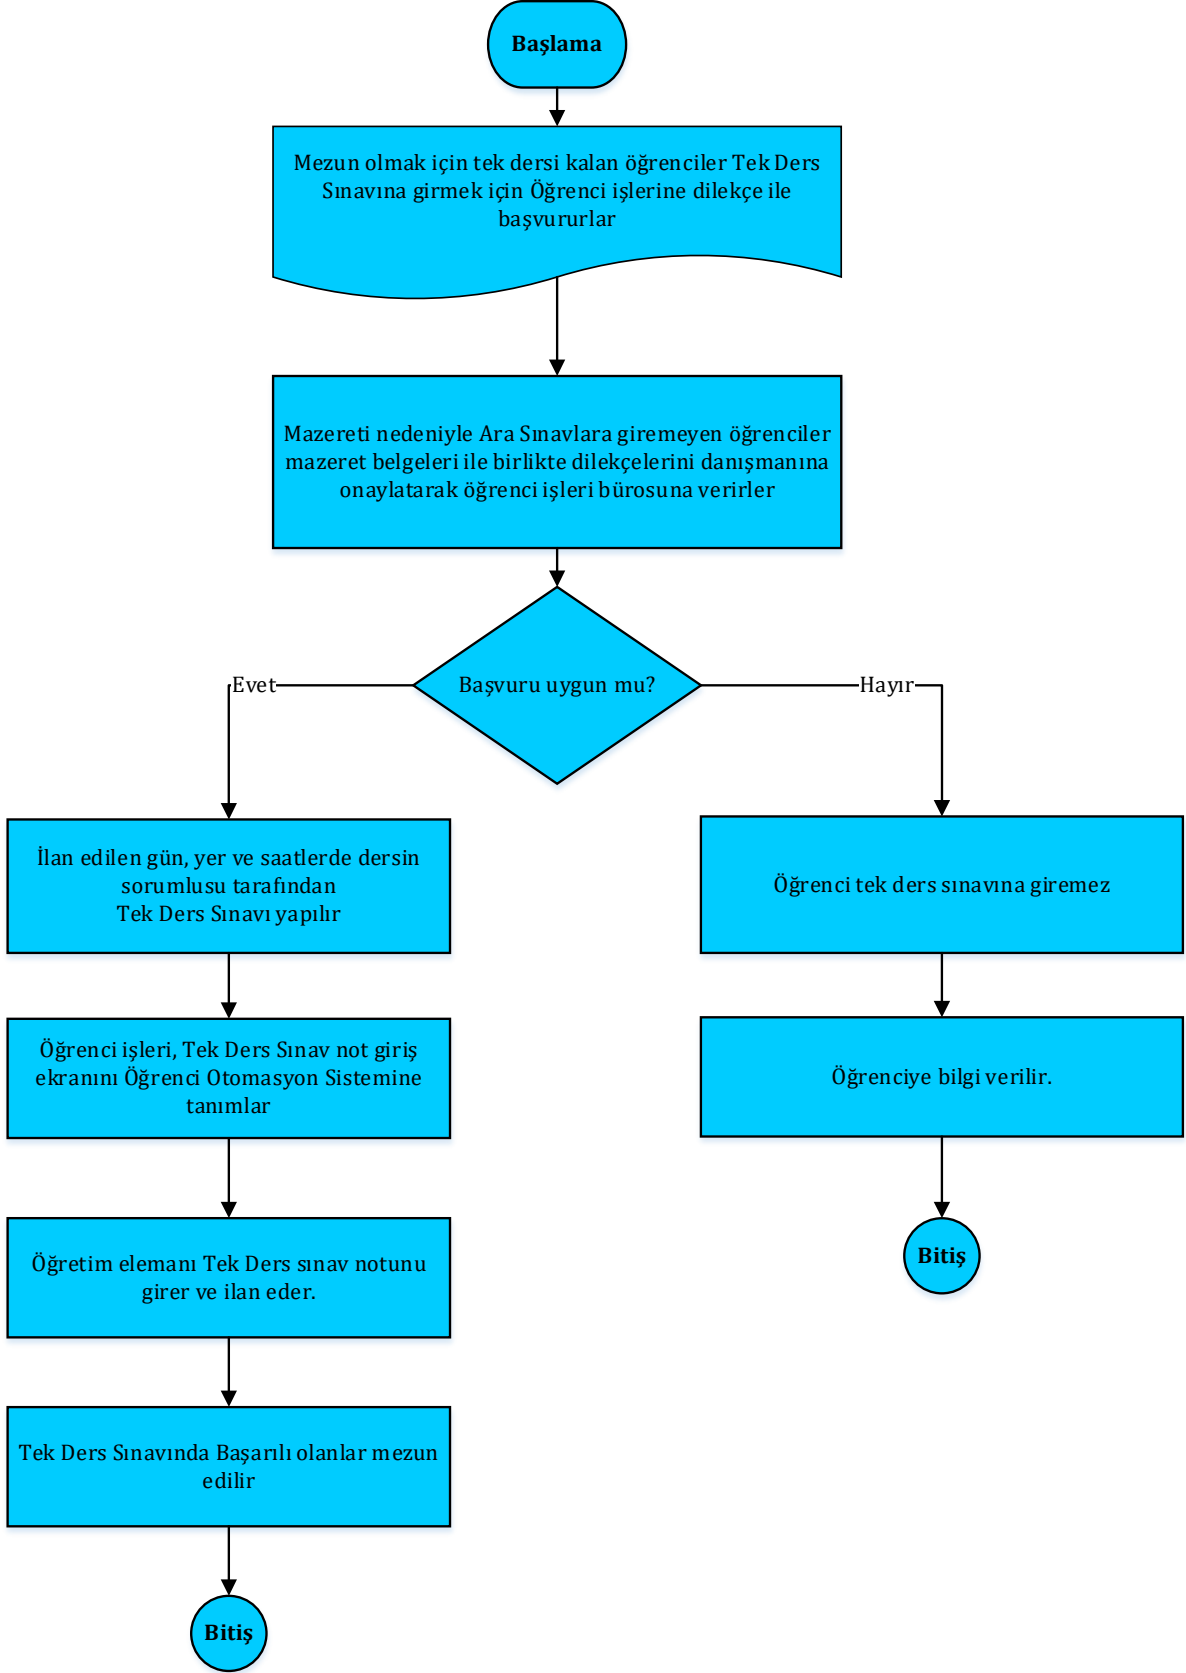 Başlama
Mezun olmak için tek dersi kalan öğrenciler Tek Ders
Sınavına girmek için Öğrenci işlerine dilekçe ile
başvururlar
Mazereti nedeniyle Ara Sınavlara giremeyen öğrenciler
mazeret belgeleri ile birlikte dilekçelerini danışmanına
onaylatarak öğrenci işleri bürosuna verirler
Başvuru uygun mu?
Evet
Hayır
İlan edilen gün, yer ve saatlerde dersin
sorumlusu tarafından
Tek Ders Sınavı yapılır
Öğrenci işleri, Tek Ders Sınav not giriş
ekranını Öğrenci Otomasyon Sistemine
tanımlar
Öğretim elemanı Tek Ders sınav notunu
girer ve ilan eder.
Tek Ders Sınavında Başarılı olanlar mezun
edilir
Bitiş
Öğrenci tek ders sınavına giremez
Öğrenciye bilgi verilir.
Bitiş